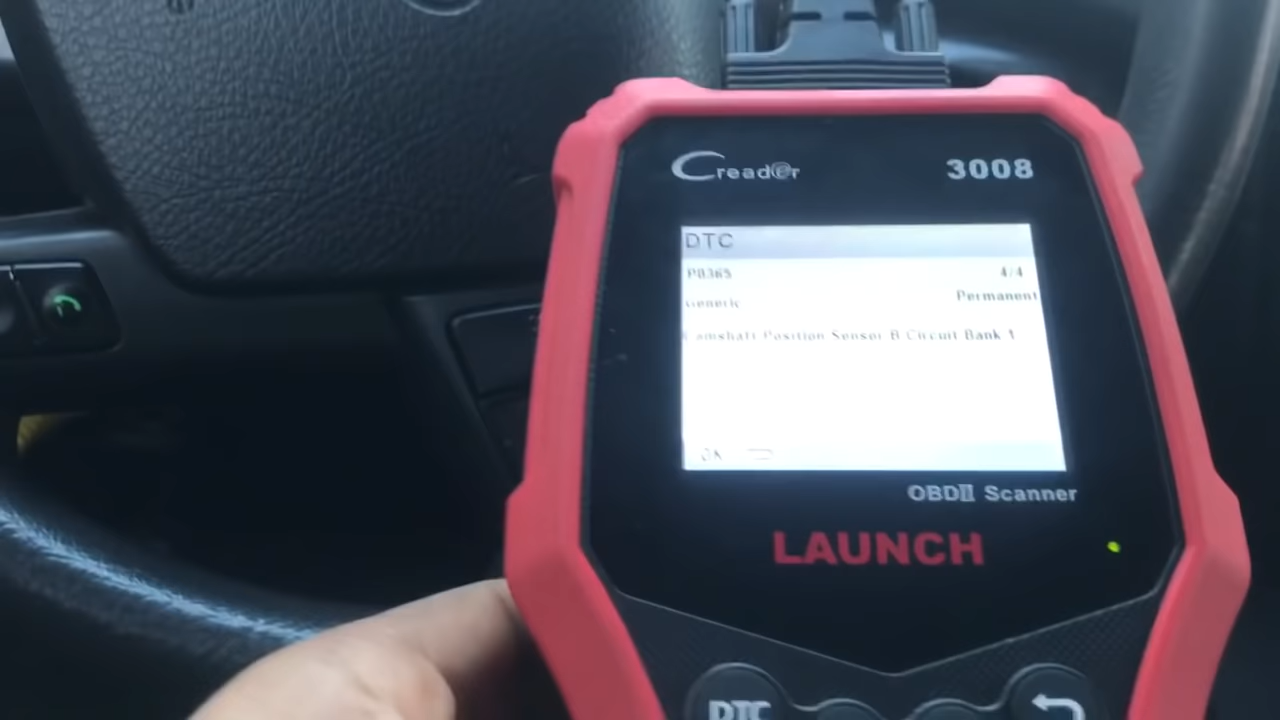 Creader
3008
DTC
P0365 4/4
Generic Permanent
Camshaft Position Sensor B Circuit Bank 1
OK
OBDⅡ Scanner
LAUNCH
DTC